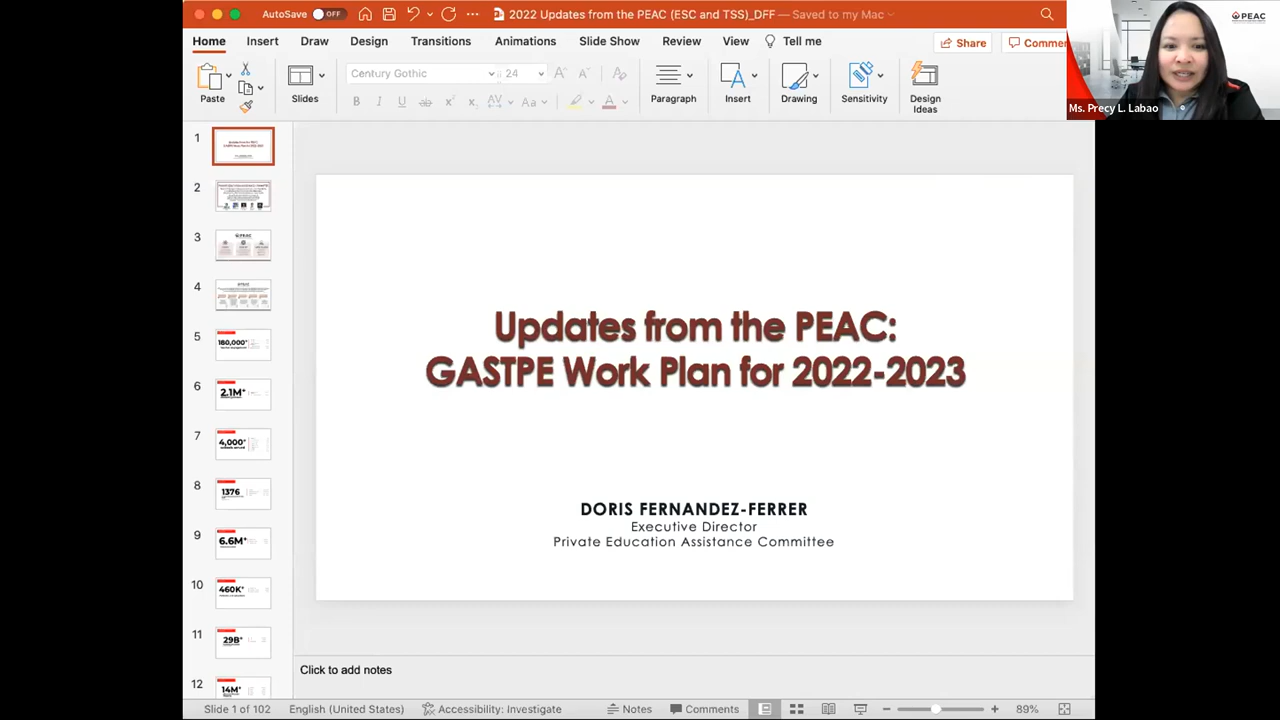 AutoSave OFF 2022 Updates from the PEAC (ESC and TSS)_DFF — Saved to my Mac
PEAC
Home Insert Draw Design Transitions Animations Slide Show Review View Tell me Share Commer
Century Gothic 24
Paste Slides Paragraph Insert Drawing Sensitivity Design Ideas
Ms. Precy L. Labao
1
2
3 PEAC
4
5 180,000+
6 2.1M+
7 4,000+
8 1376
9 6.6M+
10 460K+
11 29B+
12 14M+
Updates from the PEAC:
GASTPE Work Plan for 2022-2023
DORIS FERNANDEZ-FERRER
Executive Director
Private Education Assistance Committee
Click to add notes
Slide 1 of 102 English (United States) Accessibility: Investigate Notes Comments 89%